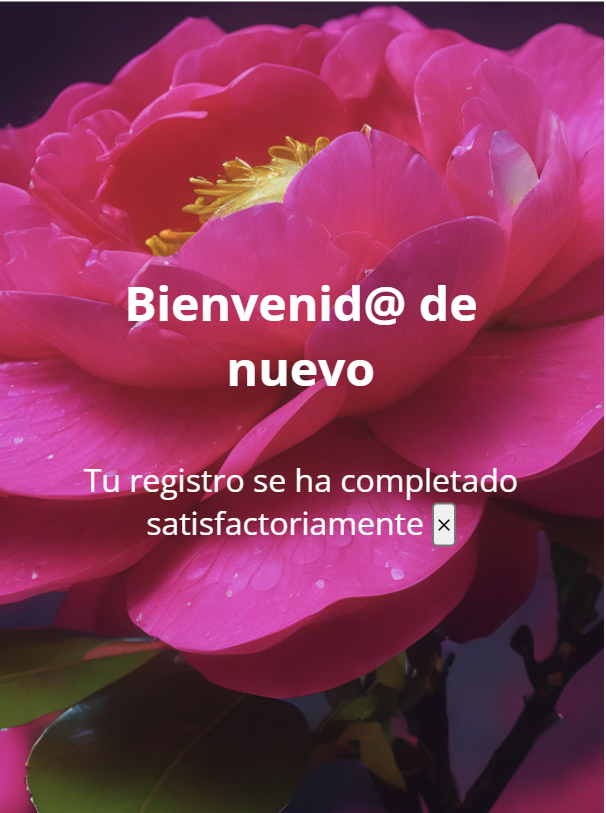 Bienvenid@ de
nuevo
Tu registro se ha completado
satisfactoriamente ×